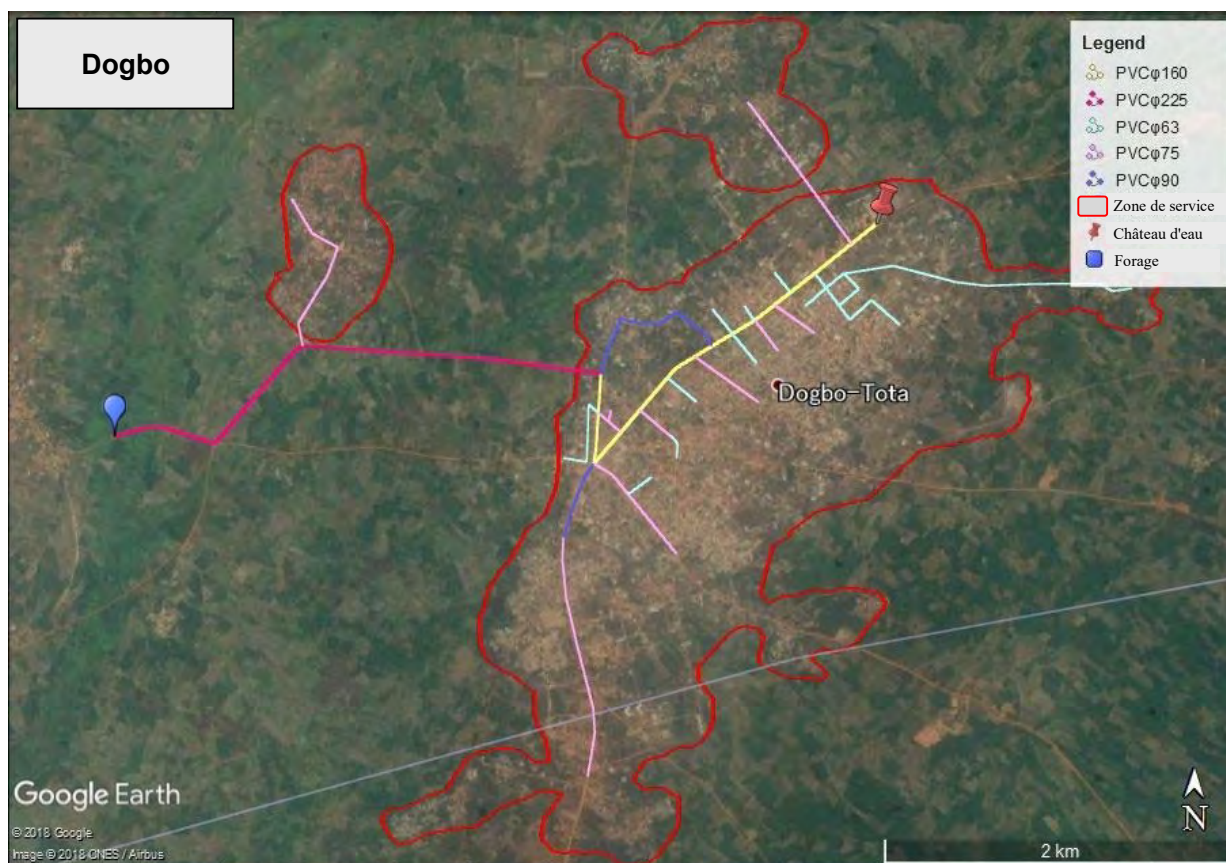 Dogbo
Legend
PVCφ160
PVCφ225
PVCφ63
PVCφ75
PVCφ90
Zone de service
Château d'eau
Forage
Dogbo-Tota
Google Earth
© 2018 Google
Image © 2018 CNES / Airbus
N
2 km